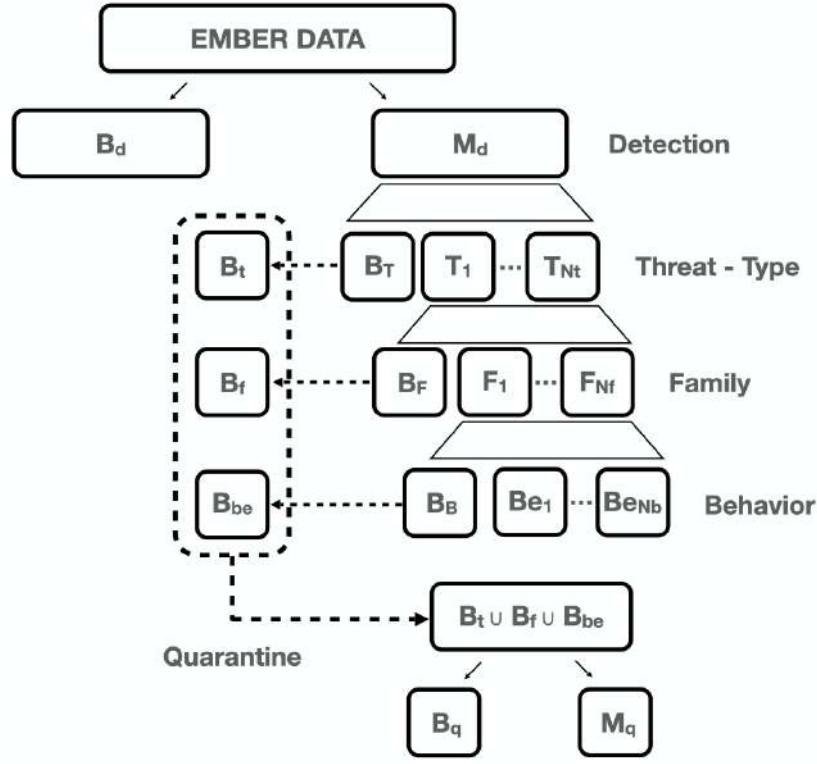 EMBER DATA
Bd Md Detection
Bt BT T1 ... TNt Threat - Type
Bf BF F1 ... FNf Family
Bbe BB Be1 ... BeNb Behavior
Bt ∪ Bf ∪ Bbe
Quarantine
Bq Mq